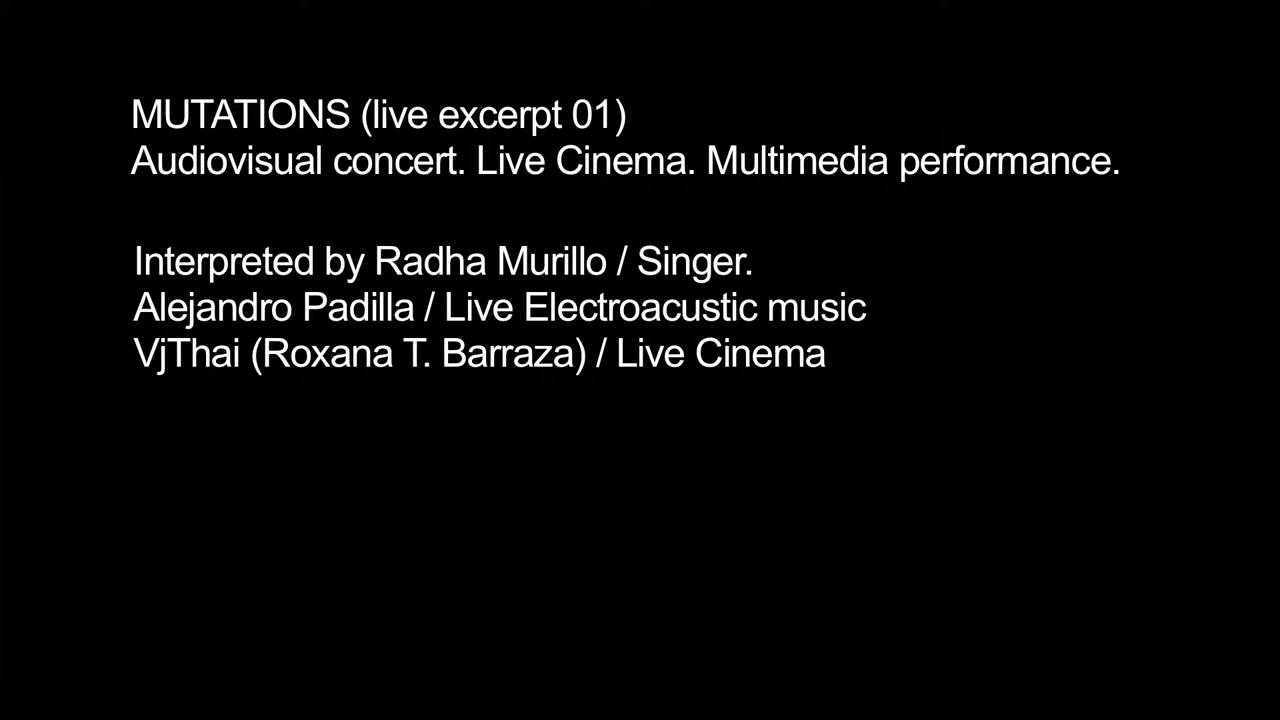 MUTATIONS (live excerpt 01)
Audiovisual concert. Live Cinema. Multimedia performance.
Interpreted by Radha Murillo / Singer.
Alejandro Padilla / Live Electroacustic music
VjThai (Roxana T. Barraza) / Live Cinema